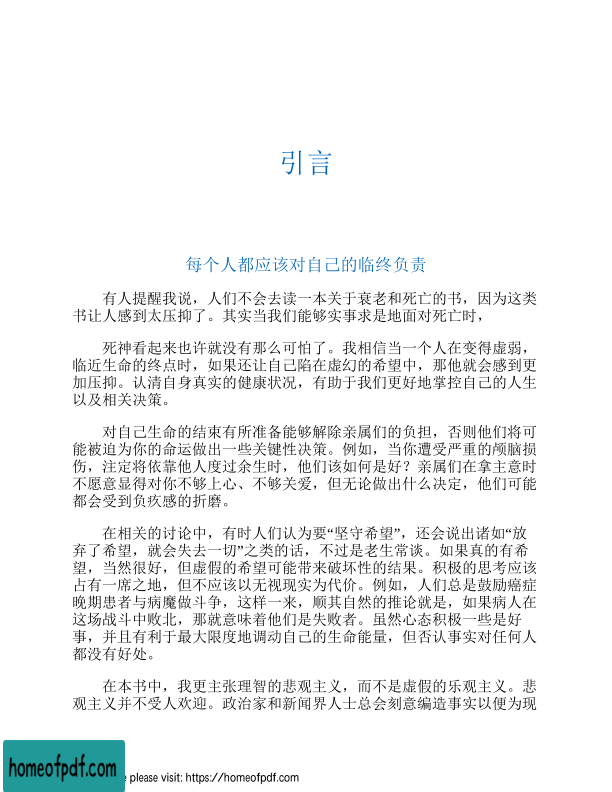 引言
每个人都应该对自己的临终负责
有人提醒我说，人们不会去读一本关于衰老和死亡的书，因为这类
书让人感到太压抑了。其实当我们能够实事求是地面对死亡时，
死神看起来也许就没有那么可怕了。我相信当一个人在变得虚弱，
临近生命的终点时，如果还让自己陷在虚幻的希望中，那他就会感到更
加压抑。认清自身真实的健康状况，有助于我们更好地掌控自己的人生
以及相关决策。
对自己生命的结束有所准备能够解除亲属们的负担，否则他们将可
能被迫为你的命运做出一些关键性决策。例如，当你遭受严重的颅脑损
伤，注定将依靠他人度过余生时，他们该如何是好？亲属们在拿主意时
不愿意显得对你不够上心、不够关爱，但无论做出什么决定，他们可能
都会受到负疚感的折磨。
在相关的讨论中，有时人们认为要“坚守希望”，还会说出诸如“放
弃了希望，就会失去一切”之类的话，不过是老生常谈。如果真的有希
望，当然很好，但虚假的希望可能带来破坏性的结果。积极的思考应该
占有一席之地，但不应该以无视现实为代价。例如，人们总是鼓励癌症
晚期患者与病魔做斗争，这样一来，顺其自然的推论就是，如果病人在
这场战斗中败北，那就意味着他们是失败者。虽然心态积极一些是好
事，并且有利于最大限度地调动自己的生命能量，但否认事实对任何人
都没有好处。
在本书中，我更主张理智的悲观主义，而不是虚假的乐观主义。悲
观主义并不受人欢迎。政治家和新闻界人士总会刻意编造事实以便为现
homeofpdf.com
e please visit: https://homeofpdf.com